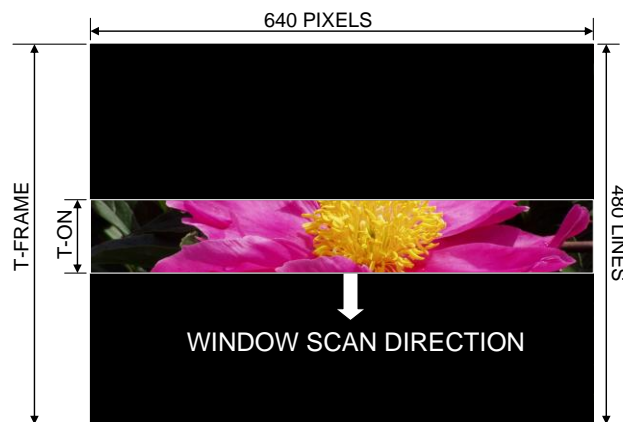 640 PIXELS
T-FRAME
T-ON
480 LINES
WINDOW SCAN DIRECTION